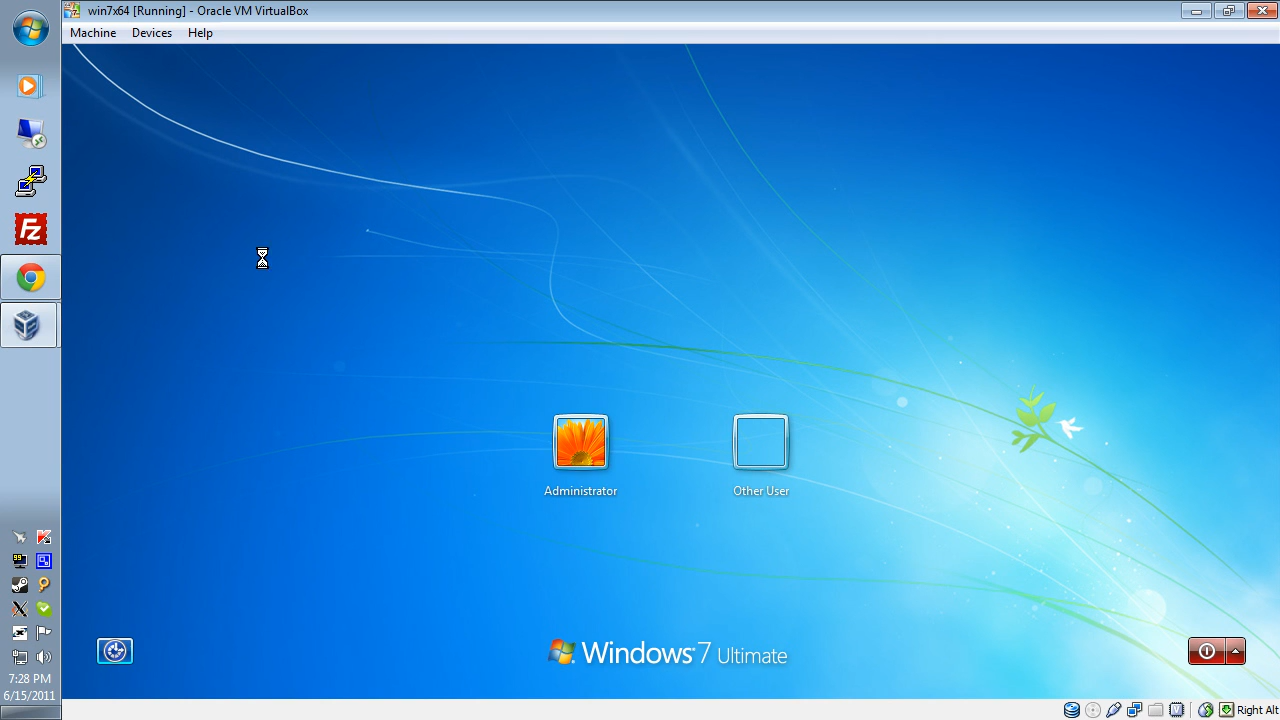 win7x64 [Running] - Oracle VM VirtualBox
Machine Devices Help
Administrator
Other User
Windows 7 Ultimate
99
7:28 PM
6/15/2011
Right Alt